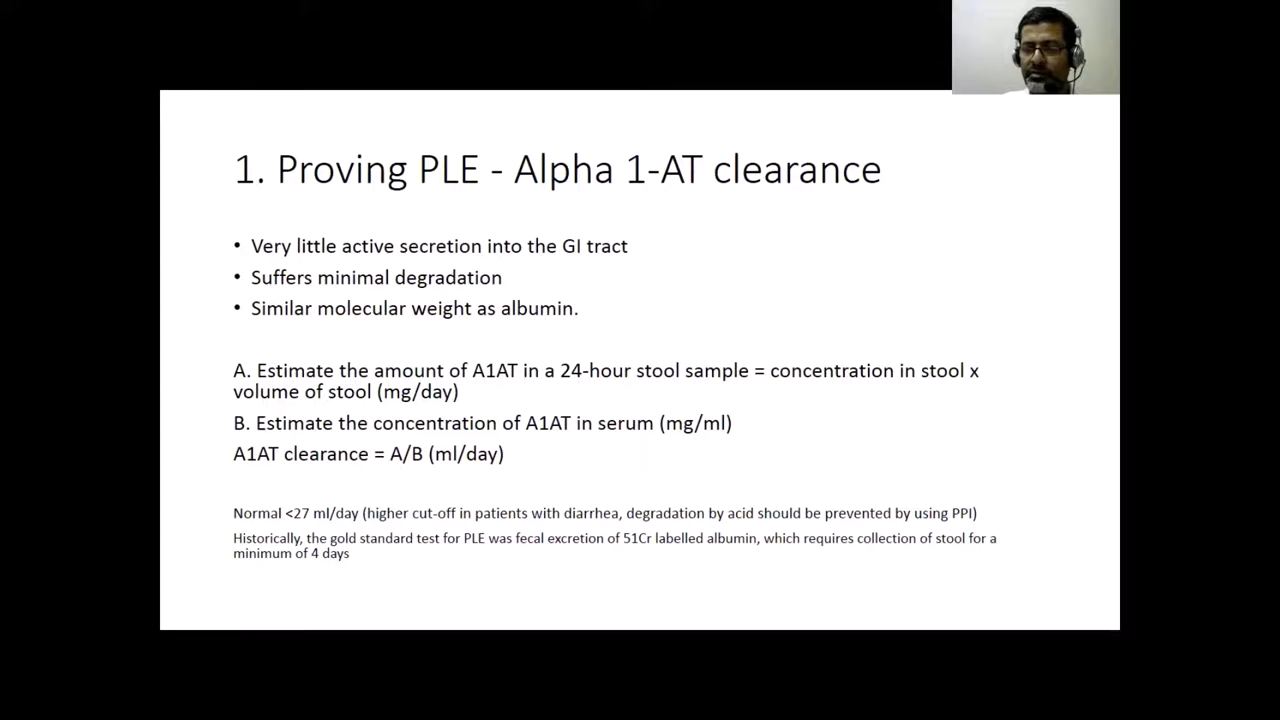 1. Proving PLE - Alpha 1-AT clearance
• Very little active secretion into the GI tract
• Suffers minimal degradation
• Similar molecular weight as albumin.
A. Estimate the amount of A1AT in a 24-hour stool sample = concentration in stool x
volume of stool (mg/day)
B. Estimate the concentration of A1AT in serum (mg/ml)
A1AT clearance = A/B (ml/day)
Normal <27 ml/day (higher cut-off in patients with diarrhea, degradation by acid should be prevented by using PPI)
Historically, the gold standard test for PLE was fecal excretion of 51Cr labelled albumin, which requires collection of stool for a
minimum of 4 days